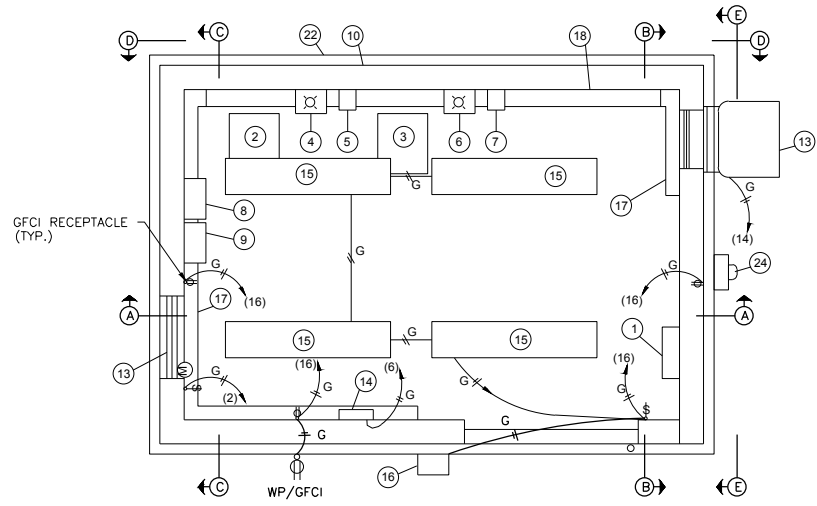 E
C
22
10
18
B
D
D
4
5
6
7
2
3
13
15
G
15
8
17
G
GFCI RECEPTACLE
(TYP.)
9
(14)
24
G
G
G
17
(16)
(16)
A
A
1
15
G
15
13
M
G
(16)
(6)
(16)
G
$
(2)
G
14
G
G
$
G
G
C
16
B
E
WP/GFCI